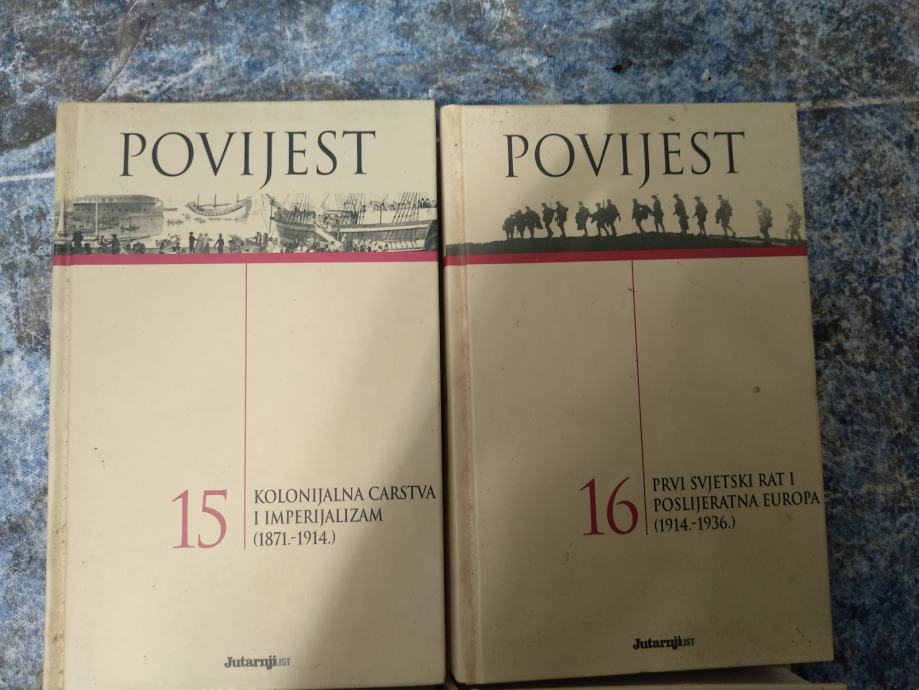 POVIJEST
15
KOLONIJALNA CARSTVA
I IMPERIJALIZAM
(1871.-1914.)
Jutarnji LIST
POVIJEST
16
PRVI SVJETSKI RAT I
POSLIJERATNA EUROPA
(1914.-1936.)
Jutarnji LIST